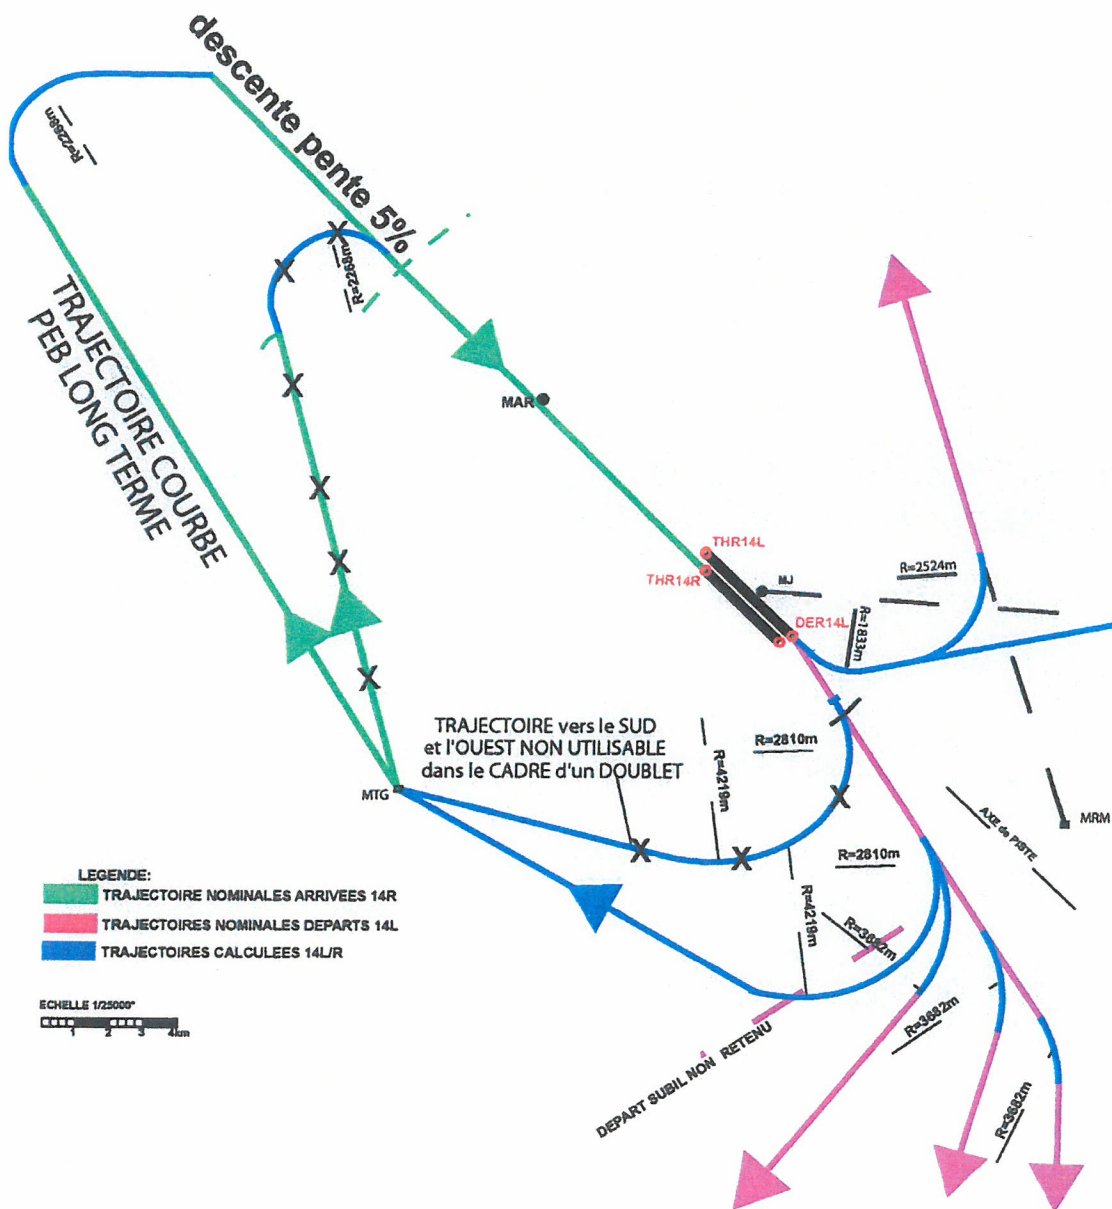 descente pente 5%
R=2268m
R=2268m
TRAJECTOIRE COURBE
PEB LONG TERME
MAR
THR14L
THR14R
MJ
DER14L
R=2524m
R=1833m
TRAJECTOIRE vers le SUD
et l'OUEST NON UTILISABLE
dans le CADRE d'un DOUBLET
MTG
R=4219m
R=2810m
AXE de PISTE
MRM
R=2810m
R=4219m
R=3682m
R=3682m
R=3682m
DEPART SUBIL NON RETENU
LEGENDE:
TRAJECTOIRE NOMINALES ARRIVEES 14R
TRAJECTOIRES NOMINALES DEPARTS 14L
TRAJECTOIRES CALCULEES 14L/R
ECHELLE 1/25000°
1 2 3 4km